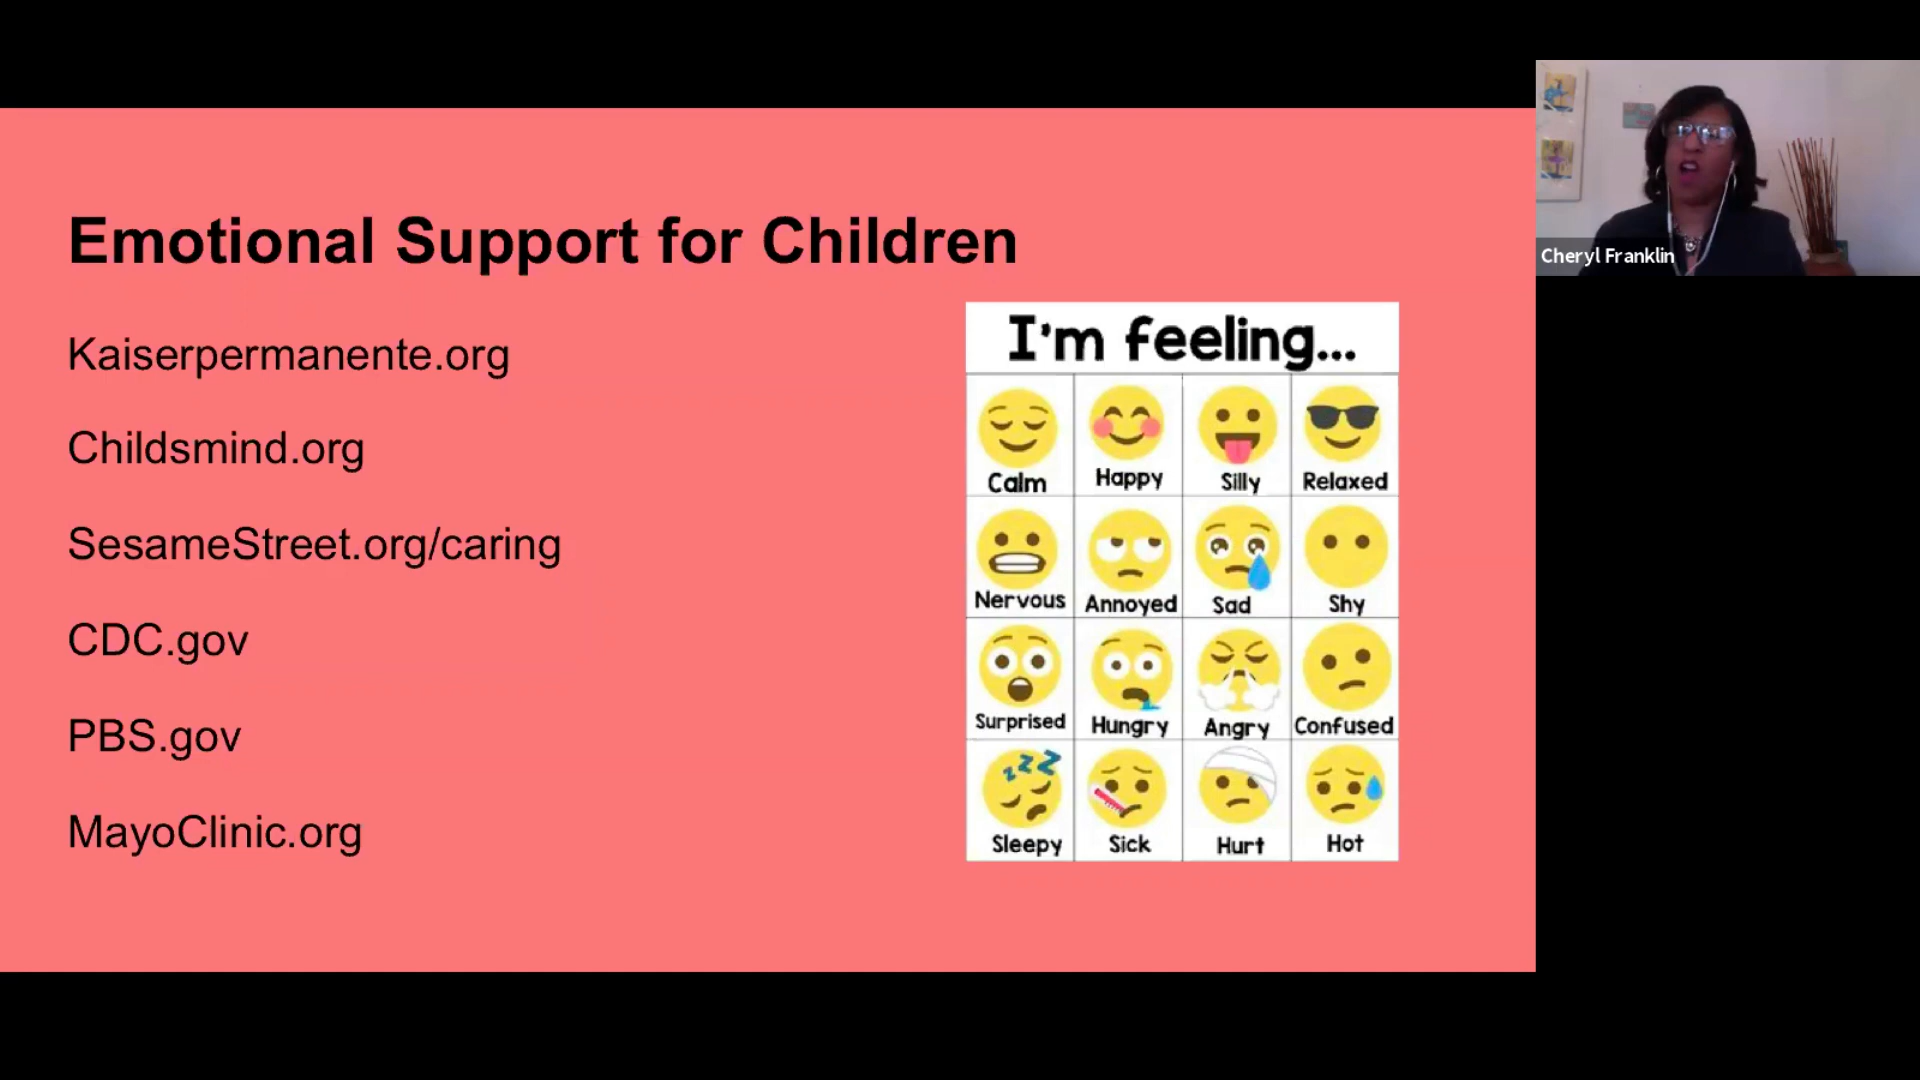 Emotional Support for Children
Kaiserpermanente.org
Childsmind.org
SesameStreet.org/caring
CDC.gov
PBS.gov
MayoClinic.org
I'm feeling...
Calm Happy Silly Relaxed
Nervous Annoyed Sad Shy
Surprised Hungry Angry Confused
zzz
Sleepy Sick Hurt Hot
Cheryl Franklin